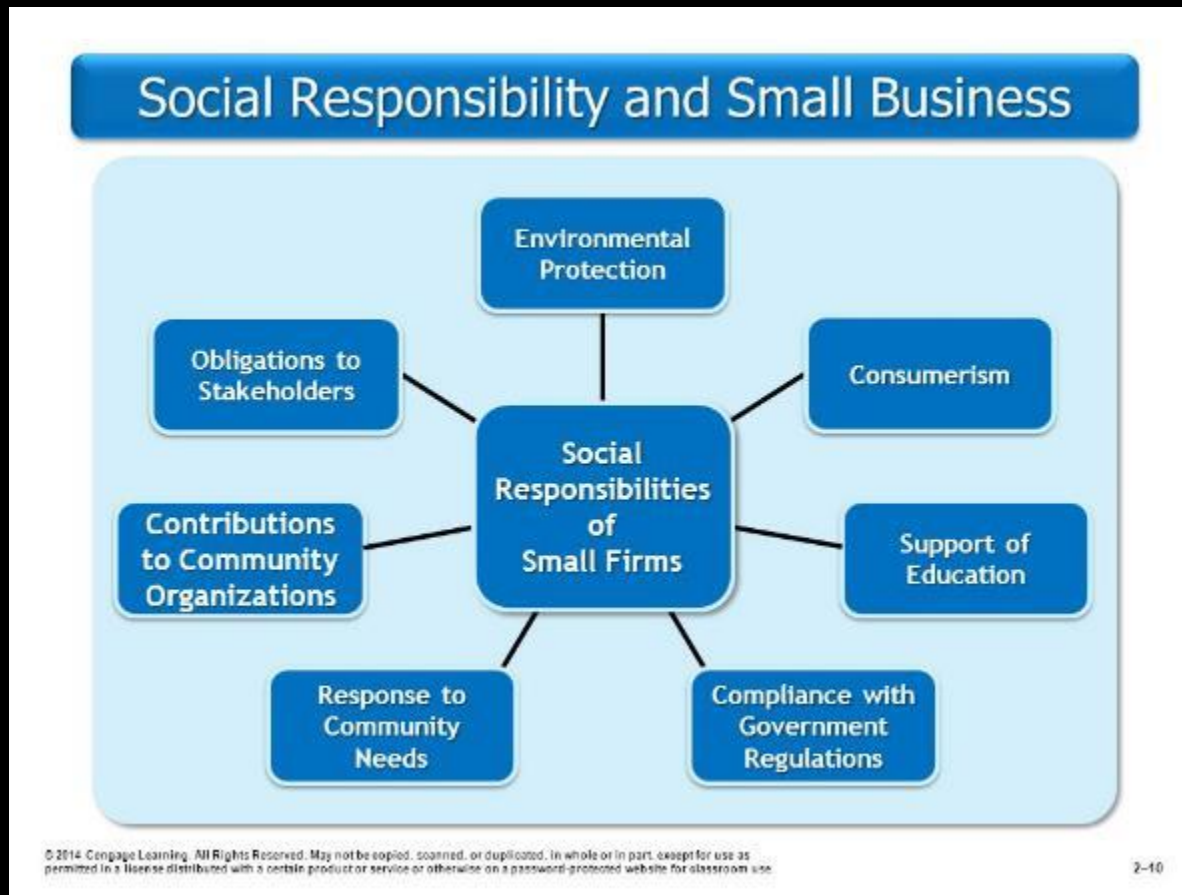 Social Responsibility and Small Business
Environmental
Protection
Obligations to
Stakeholders
Consumerism
Social
Responsibilities
of
Small Firms
Contributions
to Community
Organizations
Support of
Education
Response to
Community
Needs
Compliance with
Government
Regulations
© 2014 Cengage Learning. All Rights Reserved. May not be copied, scanned, or duplicated, in whole or in part, except for use as
permitted in a license distributed with a certain product or service or otherwise on a password-protected website for classroom use.
2–10